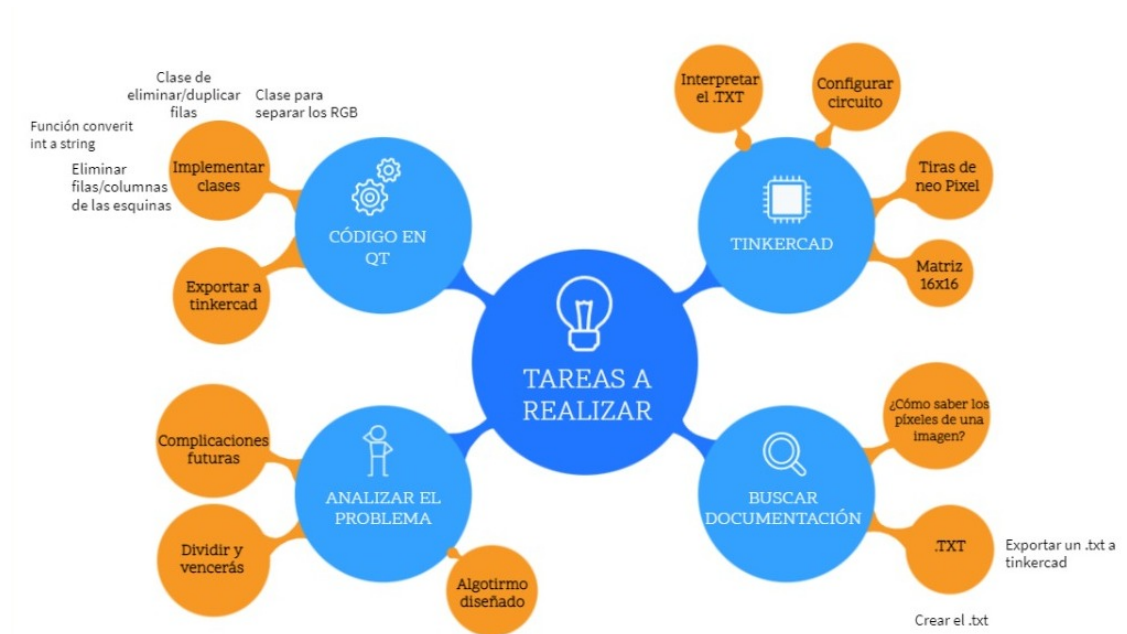 Clase de
eliminar/duplicar
filas
Clase para
separar los RGB
Función converit
int a string
Eliminar
filas/columnas
de las esquinas
Implementar
clases
Exportar a
tinkercad
CÓDIGO EN
QT
Interpretar
el .TXT
Configurar
circuito
Tiras de
neo Pixel
Matriz
16x16
TINKERCAD
TAREAS A
REALIZAR
Complicaciones
futuras
Dividir y
vencerás
Algotirmo
diseñado
ANALIZAR EL
PROBLEMA
BUSCAR
DOCUMENTACIÓN
¿Cómo saber los
píxeles de una
imagen?
.TXT
Exportar un .txt a
tinkercad
Crear el .txt